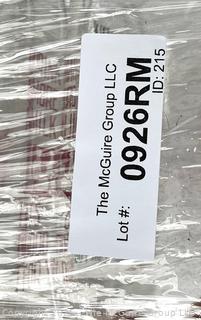 The McGuire Group LLC
Lot #: 0926RM
ID: 215